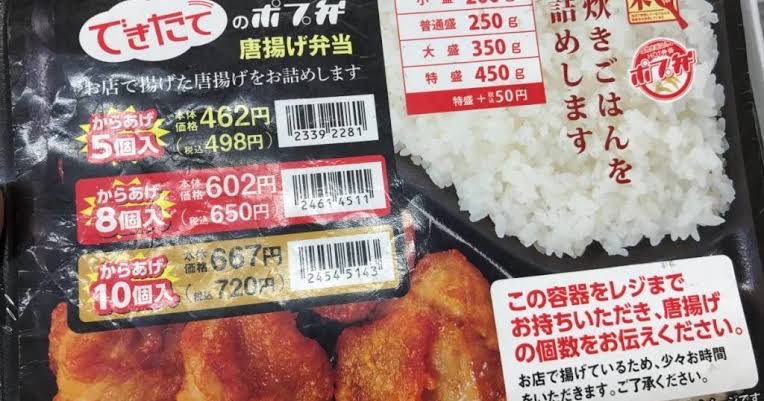 できたて
のポプ弁
唐揚げ弁当
お店で揚げた唐揚げをお詰めします
からあげ
5個入
本体
価格
462円
(税込498円)
2339 2281
からあげ
8個入
本体
価格
602円
(税込650円)
2461 4511
からあげ
10個入
本体
価格
667円
(税込720円)
2454 5143
普通盛 250g
大盛 350g
特盛 450g
特盛+税込50円
炊きごはんを
詰めします
ポプ弁
この容器をレジまで
お持ちいただき、唐揚げ
の個数をお伝えください。
お店で揚げているため、少々お時間
をいただきます。ご了承ください。